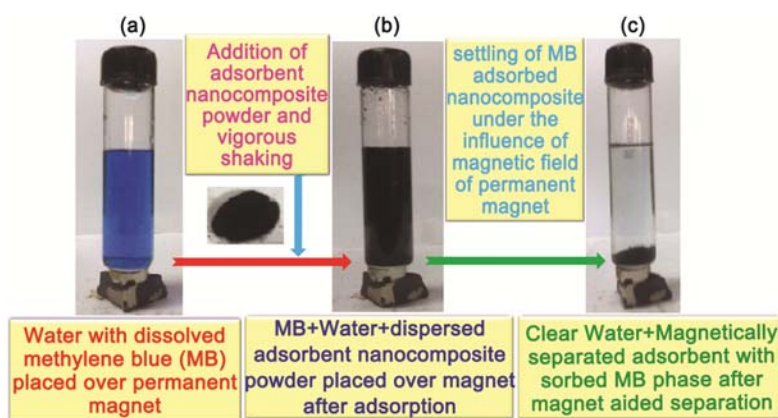 (a)
(b)
(c)
Addition of
adsorbent
nanocomposite
powder and
vigorous
shaking
settling of MB
adsorbed
nanocomposite
under the
influence of
magnetic field
of permanent
magnet
Water with dissolved
methylene blue (MB)
placed over permanent
magnet
MB+Water+dispersed
adsorbent nanocomposite
powder placed over magnet
after adsorption
Clear Water+Magnetically
separated adsorbent with
sorbed MB phase after
magnet aided separation